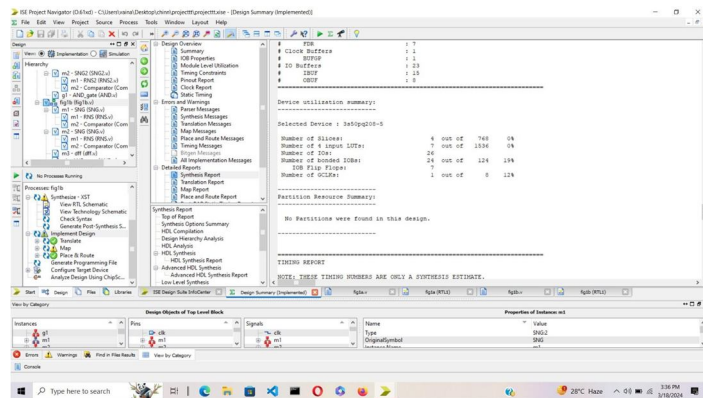 ISE Project Navigator (O.61xd) - C:\Users\vaina\Desktop\chinni\projecttt\projecttt.xise - [Design Summary (Implemented)]
File Edit View Project Source Process Tools Window Layout Help
Design
View: Implementation Simulation
Hierarchy
m2 - SNG2 (SNG2.v)
m1 - RNS2 (RNS2.v)
m2 - Comparator (Com
g1 - AND_gate (AND_gate.v)
fig1b (fig1b.v)
m1 - SNG (SNG.v)
m1 - RNS (RNS.v)
m2 - Comparator (Com
m2 - SNG (SNG.v)
m1 - RNS (RNS.v)
m2 - Comparator (Com
m3 - dff (dff.v)
No Processes Running
Processes: fig1b
Synthesize - XST
View RTL Schematic
View Technology Schematic
Check Syntax
Generate Post-Synthesis S...
Implement Design
Translate
Map
Place & Route
Generate Programming File
Configure Target Device
Analyze Design Using ChipSc...
Start Design Files Libraries
Design Overview
Summary
IOB Properties
Module Level Utilization
Timing Constraints
Pinout Report
Clock Report
Static Timing
Errors and Warnings
Parser Messages
Synthesis Messages
Translation Messages
Map Messages
Place and Route Messages
Timing Messages
Bitgen Messages
All Implementation Messages
Detailed Reports
Synthesis Report
Translation Report
Map Report
Place and Route Report
Synthesis Report
Top of Report
Synthesis Options Summary
HDL Compilation
Design Hierarchy Analysis
HDL Analysis
HDL Synthesis
HDL Synthesis Report
Advanced HDL Synthesis
Advanced HDL Synthesis Report
Low Level Synthesis
# FDR : 7
# Clock Buffers : 1
# BUFGP : 1
# IO Buffers : 23
# IBUF : 15
# OBUF : 8
Device utilization summary:
Selected Device : 3s50pq208-5
Number of Slices: 4 out of 768 0%
Number of 4 input LUTs: 7 out of 1536 0%
Number of IOs: 26
Number of bonded IOBs: 24 out of 124 19%
IOB Flip Flops: 7
Number of GCLKs: 1 out of 8 12%
Partition Resource Summary:
No Partitions were found in this design.
TIMING REPORT
NOTE: THESE TIMING NUMBERS ARE ONLY A SYNTHESIS ESTIMATE.
ISE Design Suite InfoCenter Design Summary (Implemented) fig1a.v fig1a (RTL1) fig1b.v fig1b (RTL1)
View by Category
Design Objects of Top Level Block Properties of Instance: m1
Instances Pins Signals Name Value
g1 clk clk Type SNG:2
m1 m1 m1 OriginalSymbol SNG
Errors Warnings Find in Files Results View by Category
Console
Type here to search
28°C Haze
3:36 PM
3/18/2024